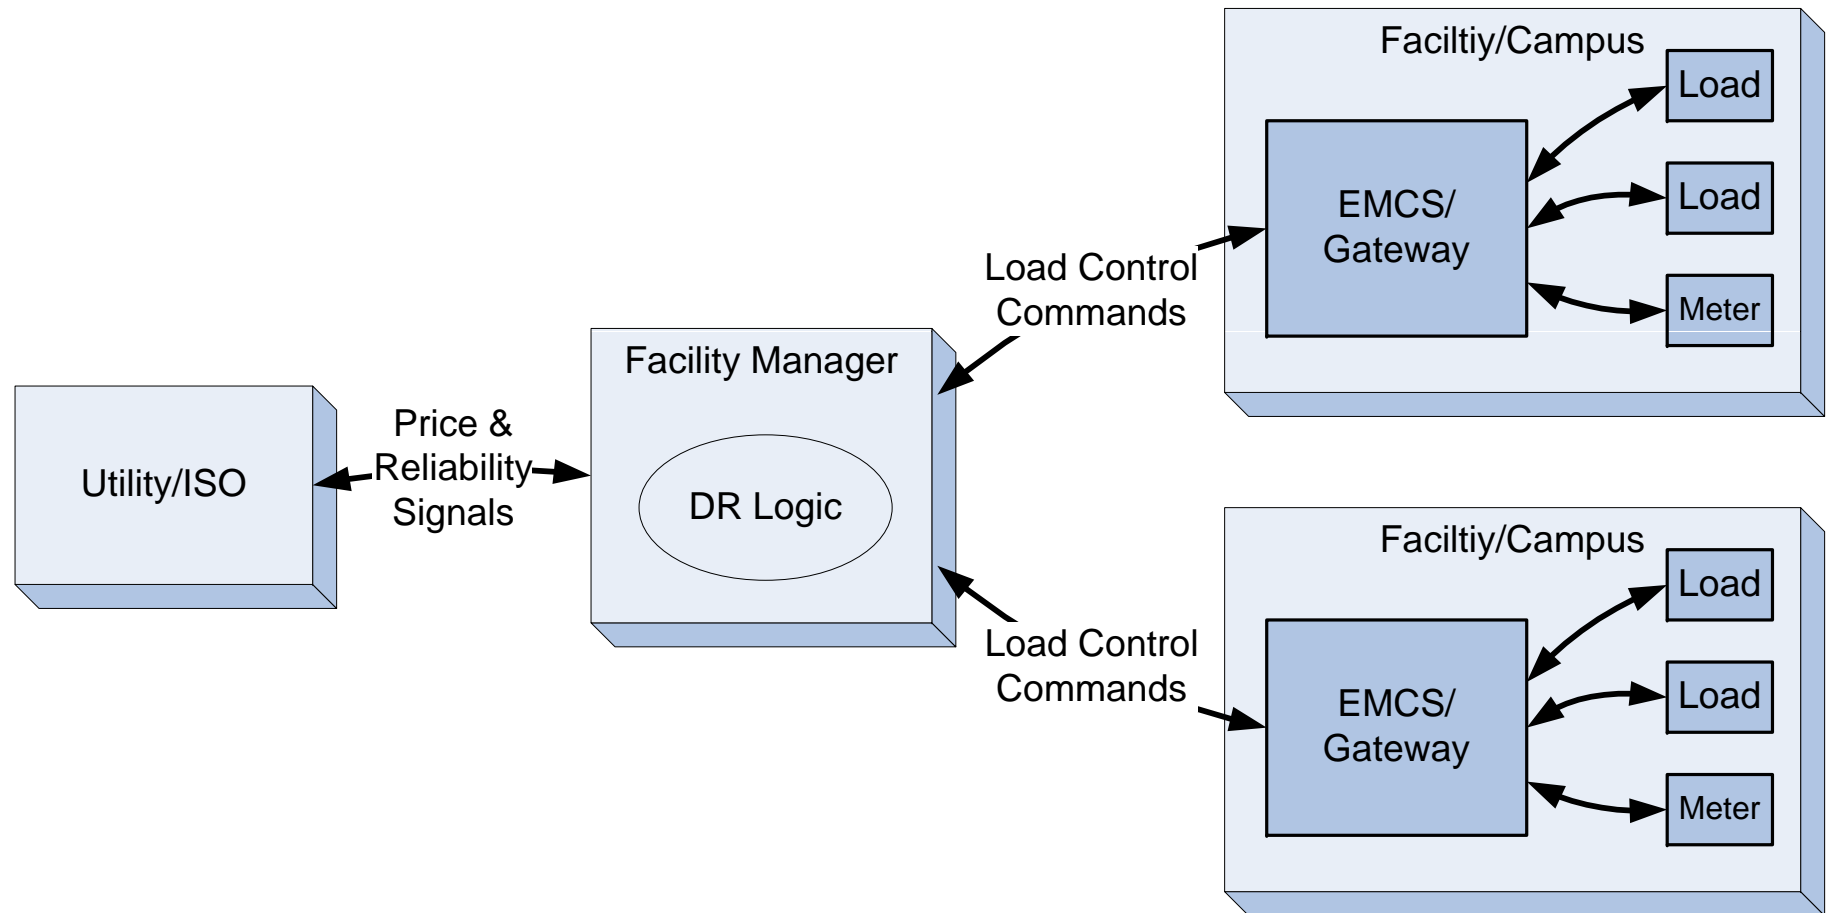 Utility/ISO
Price &
Reliability
Signals
Facility Manager
DR Logic
Load Control
Commands
Faciltiy/Campus
EMCS/
Gateway
Load
Load
Meter
Load Control
Commands
Faciltiy/Campus
EMCS/
Gateway
Load
Load
Meter